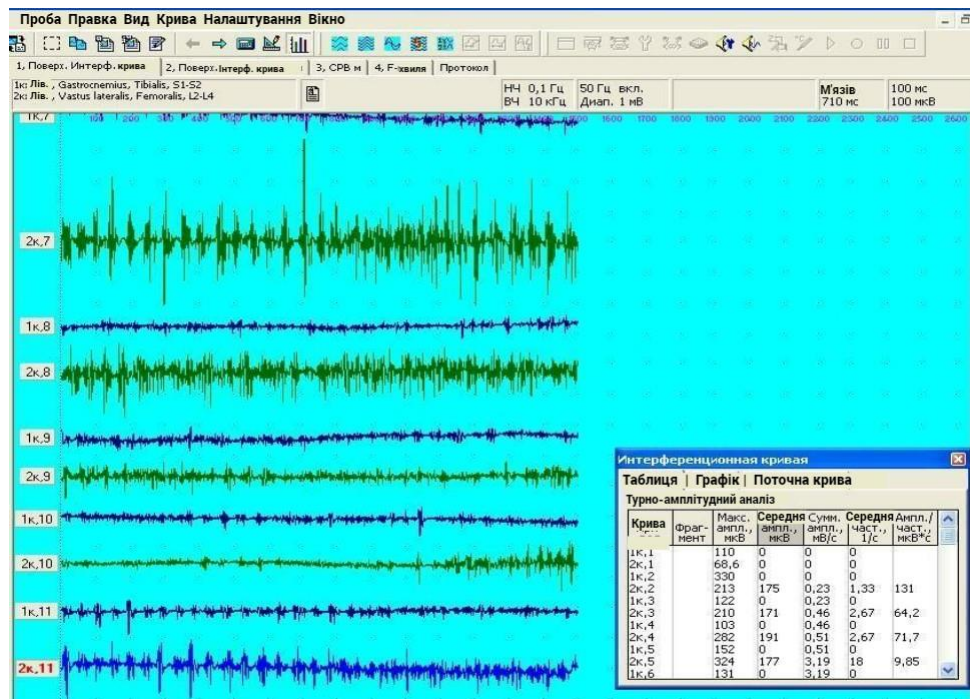 Проба Правка Вид Крива Налаштування Вікно
1, Поверх. Интерф. крива | 2, Поверх.Інтерф. крива | 3, СРВ м | 4, F-хвиля | Протокол |
1к: Лів. , Gastrocnemius, Tibialis, S1-S2
2к: Лів. , Vastus lateralis, Femoralis, L2-L4
НЧ 0,1 Гц
ВЧ 10 кГц
50 Гц вкл.
Диап. 1 мВ
М'язів
710 мс
100 мс
100 мкВ
1к,7
100 1600 1700 1800 1900 2000 2100 2200 2300 2400 2500 2600
2к,7
1к,8
2к,8
1к,9
2к,9
1к,10
2к,10
1к,11
2к,11
Интерференционная кривая
Таблиця | Графік | Поточна крива
Турно-амплітудний аналіз
Крива Фраг-мент Макс. ампл., мкВ Середня ампл., мкВ Сумм. ампл., мВ/с Середня част., 1/с Ампл./ част., мкВ*с
1к,1 110 0 0 0
2к,1 68,6 0 0 0
1к,2 330 0 0 0
2к,2 213 175 0,23 1,33 131
1к,3 122 0 0,23 0
2к,3 210 171 0,46 2,67 64,2
1к,4 103 0 0,46 0
2к,4 282 191 0,51 2,67 71,7
1к,5 152 0 0,51 0
2к,5 324 177 3,19 18 9,85
1к,6 131 0 3,19 0